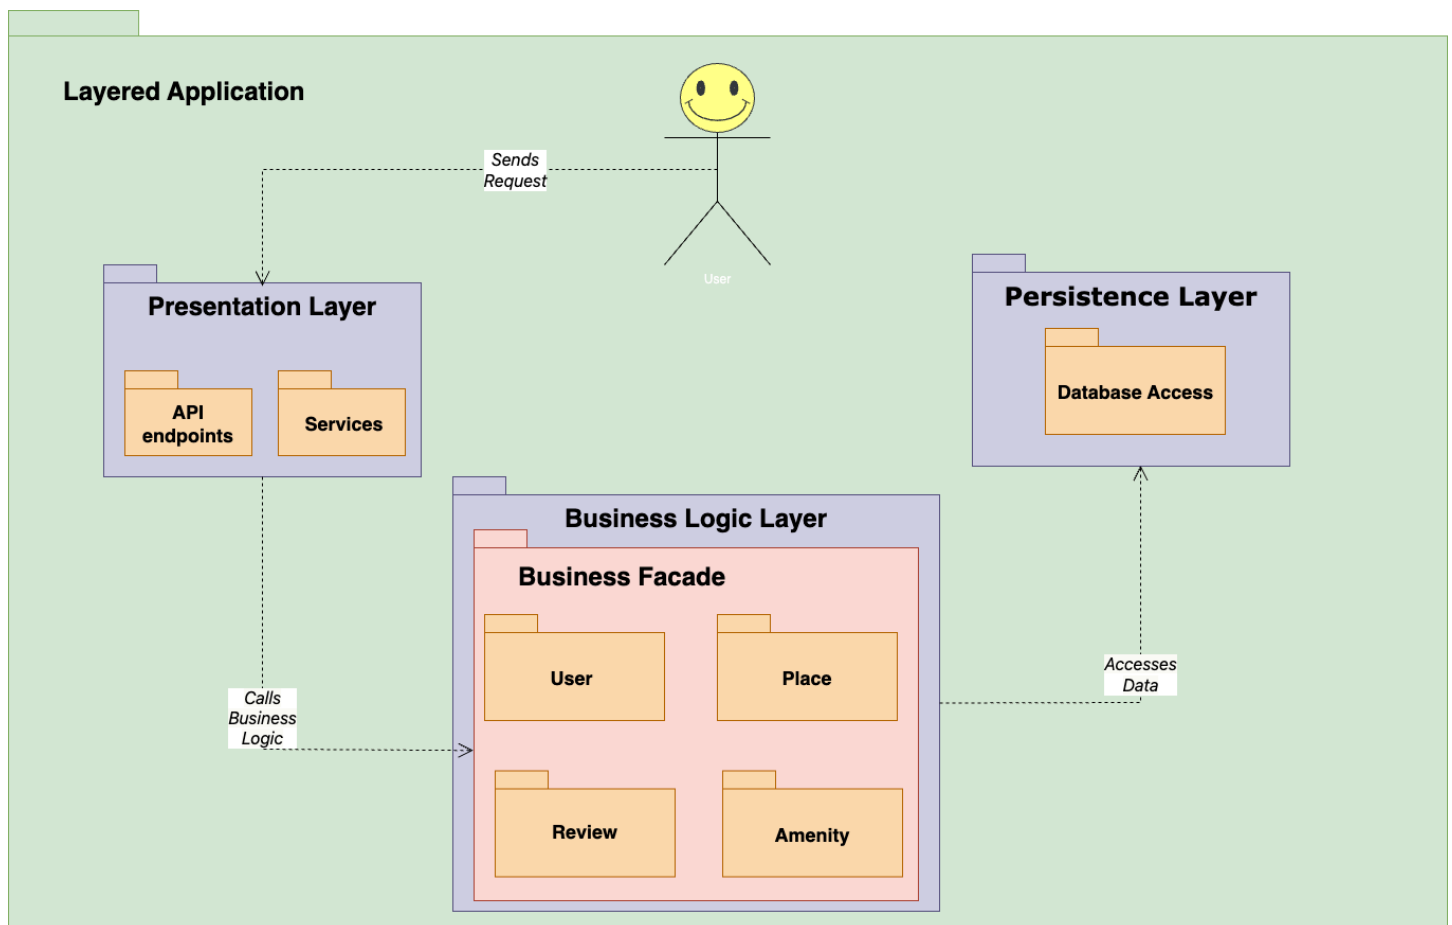 Layered Application
Sends
Request
User
Presentation Layer
API
endpoints
Services
Persistence Layer
Database Access
Business Logic Layer
Business Facade
User
Place
Review
Amenity
Calls
Business
Logic
Accesses
Data